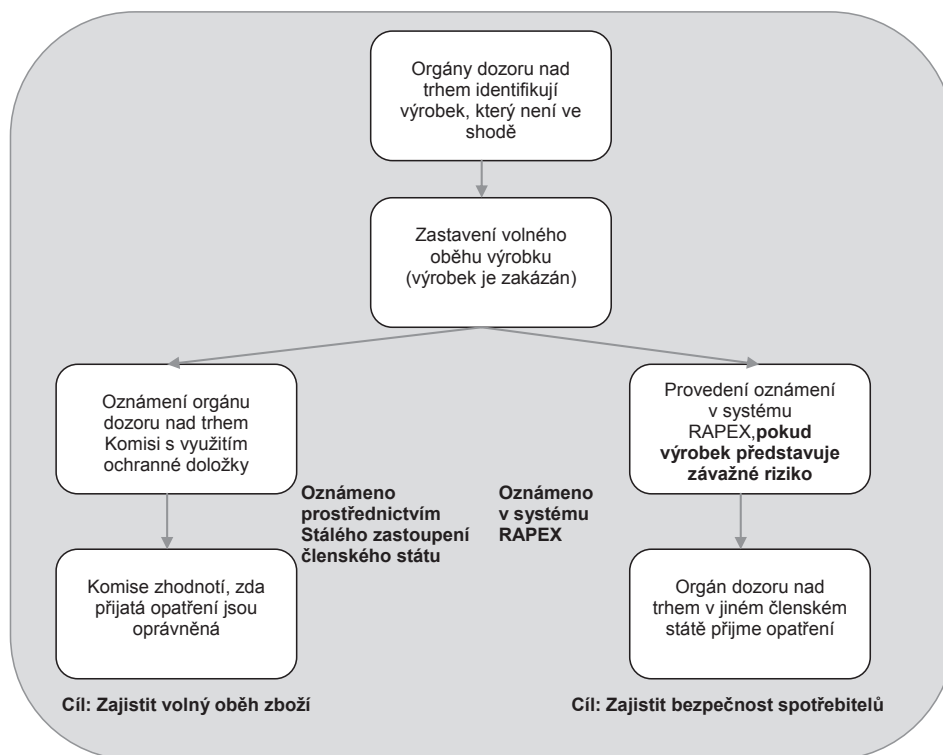 Orgány dozoru nad
trhem identifikují
výrobek, který není ve
shodě
Zastavení volného
oběhu výrobku
(výrobek je zakázán)
Oznámení orgánu
dozoru nad trhem
Komisi s využitím
ochranné doložky
Provedení oznámení
v systému
RAPEX,pokud
výrobek představuje
závažné riziko
Oznámeno
prostřednictvím
Stálého zastoupení
členského státu
Oznámeno
v systému
RAPEX
Komise zhodnotí, zda
přijatá opatření jsou
oprávněná
Orgán dozoru nad
trhem v jiném členském
státě přijme opatření
Cíl: Zajistit volný oběh zboží
Cíl: Zajistit bezpečnost spotřebitelů